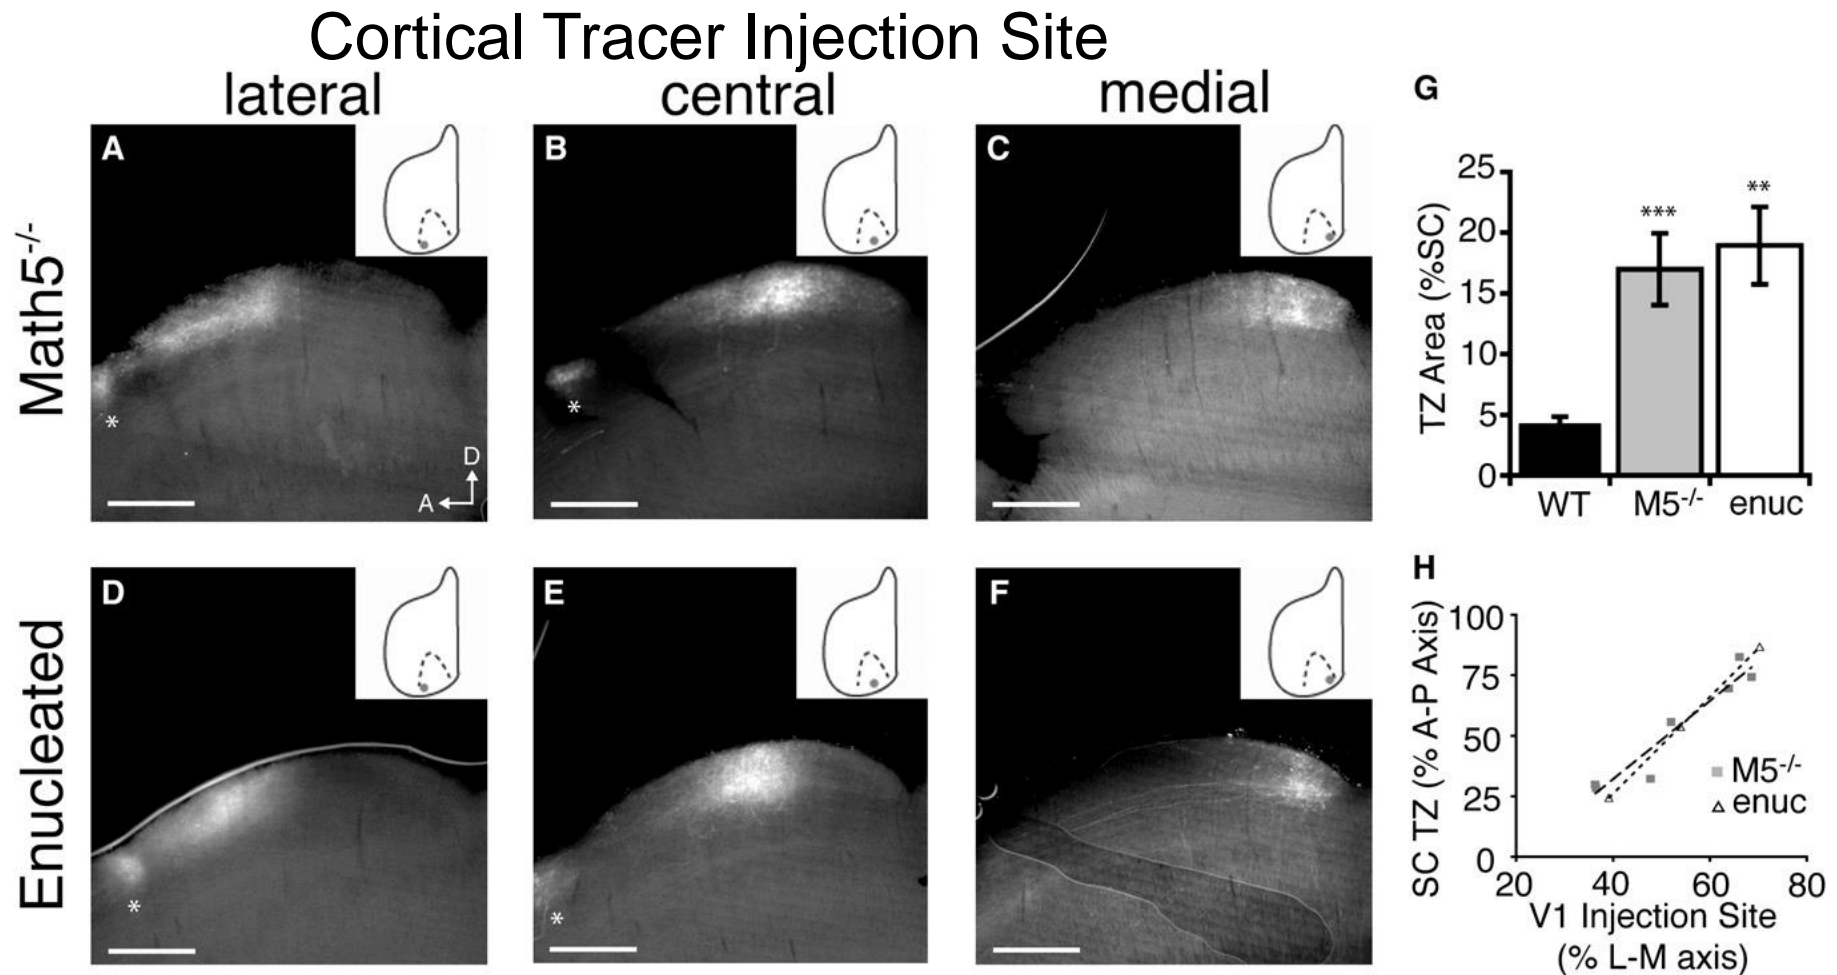 Cortical Tracer Injection Site
lateral
central
medial
Math5-/-
A
*
D
A
B
*
C
Enucleated
D
*
E
*
F
G
TZ Area (%SC)
25
20
15
10
5
0
***
**
WT
M5-/-
enuc
H
SC TZ (% A-P Axis)
100
75
50
25
0
M5-/-
enuc
20
40
60
80
V1 Injection Site
(% L-M axis)